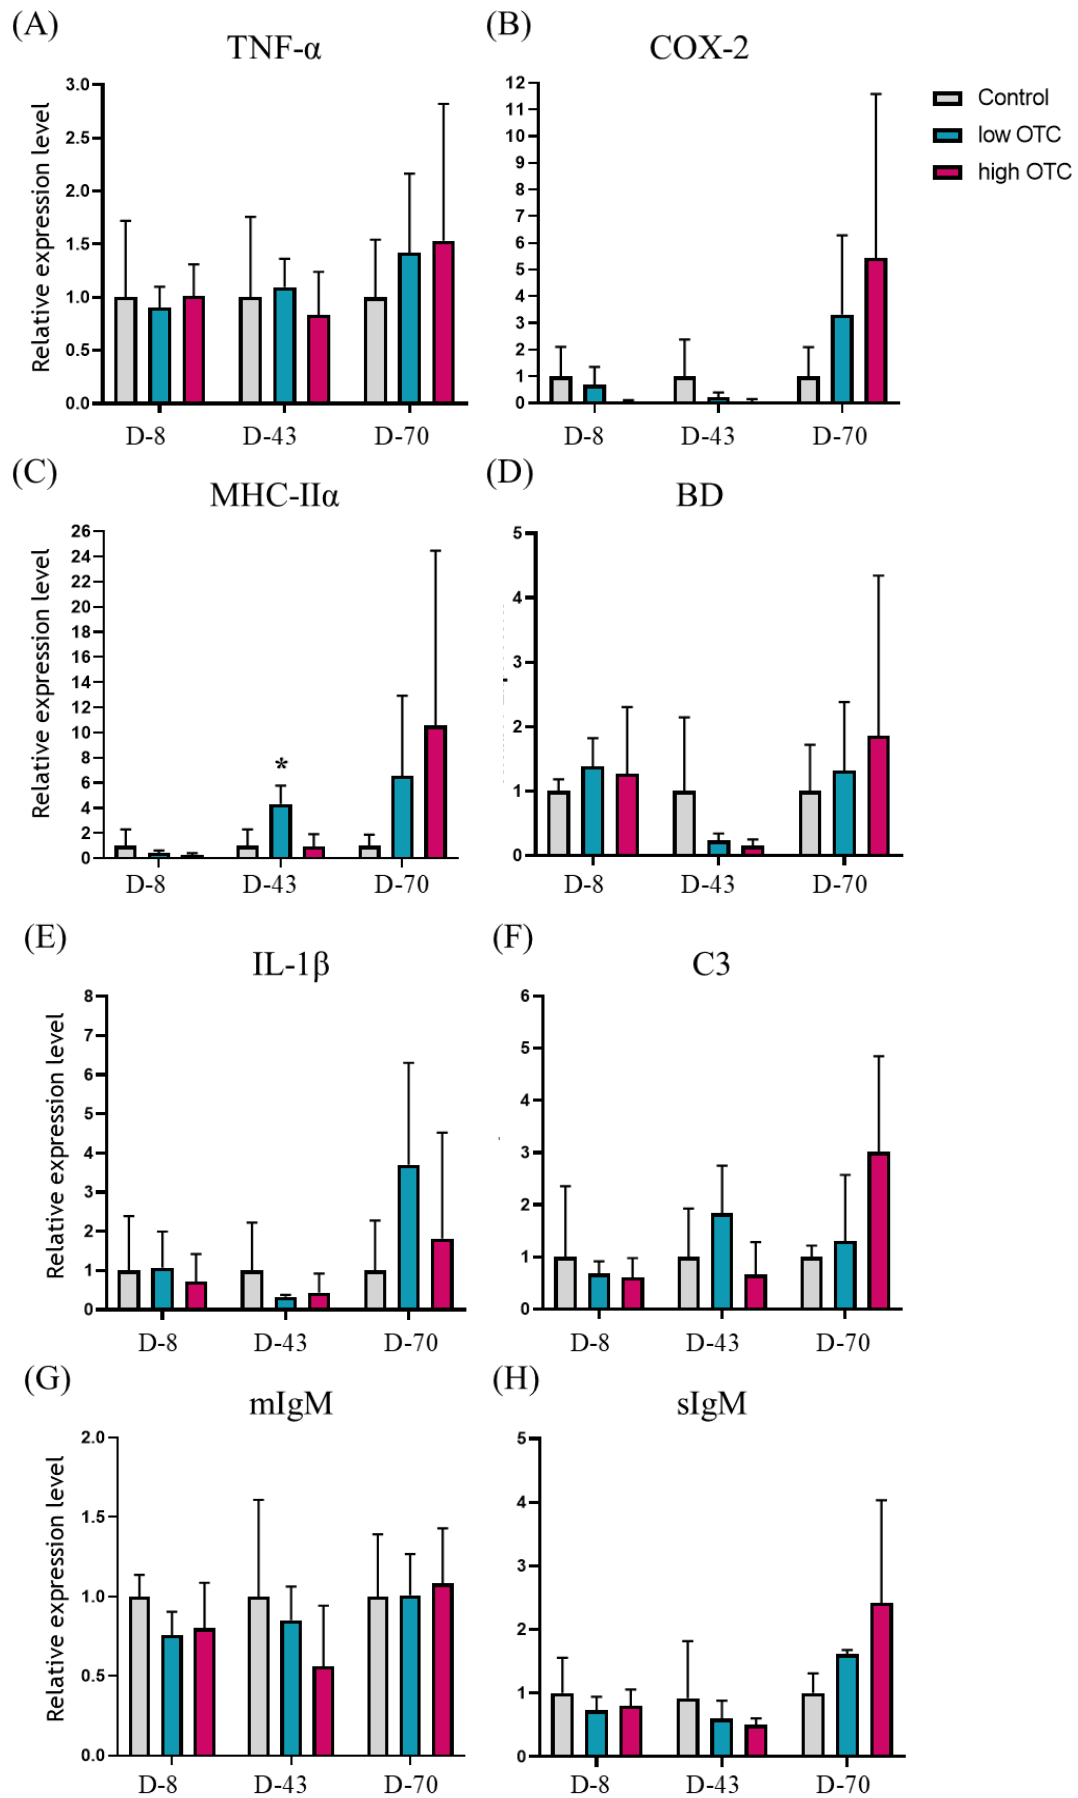 (A)
TNF-α
Relative expression level
3.0
2.5
2.0
1.5
1.0
0.5
0.0
D-8 D-43 D-70
(B)
COX-2
12
11
10
9
8
7
6
5
4
3
2
1
0
D-8 D-43 D-70
Control
low OTC
high OTC
(C)
MHC-IIα
Relative expression level
26
24
22
20
18
16
14
12
10
8
6
4
2
0
*
D-8 D-43 D-70
(D)
BD
5
4
3
2
1
0
D-8 D-43 D-70
(E)
IL-1β
Relative expression level
8
7
6
5
4
3
2
1
0
D-8 D-43 D-70
(F)
C3
6
5
4
3
2
1
0
D-8 D-43 D-70
(G)
mIgM
Relative expression level
2.0
1.5
1.0
0.5
0.0
D-8 D-43 D-70
(H)
sIgM
5
4
3
2
1
0
D-8 D-43 D-70